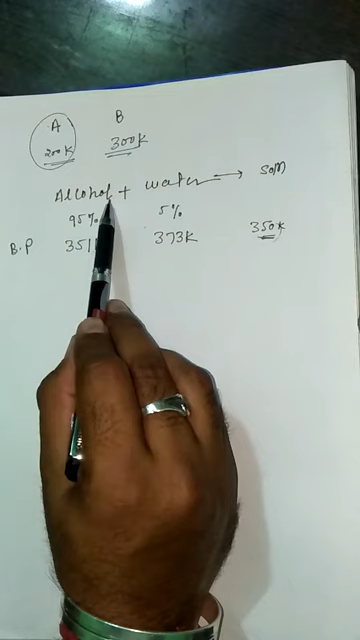 A B
200K 300K
Alcohol + water → soln
95% 5%
B.P 351 373K 350K